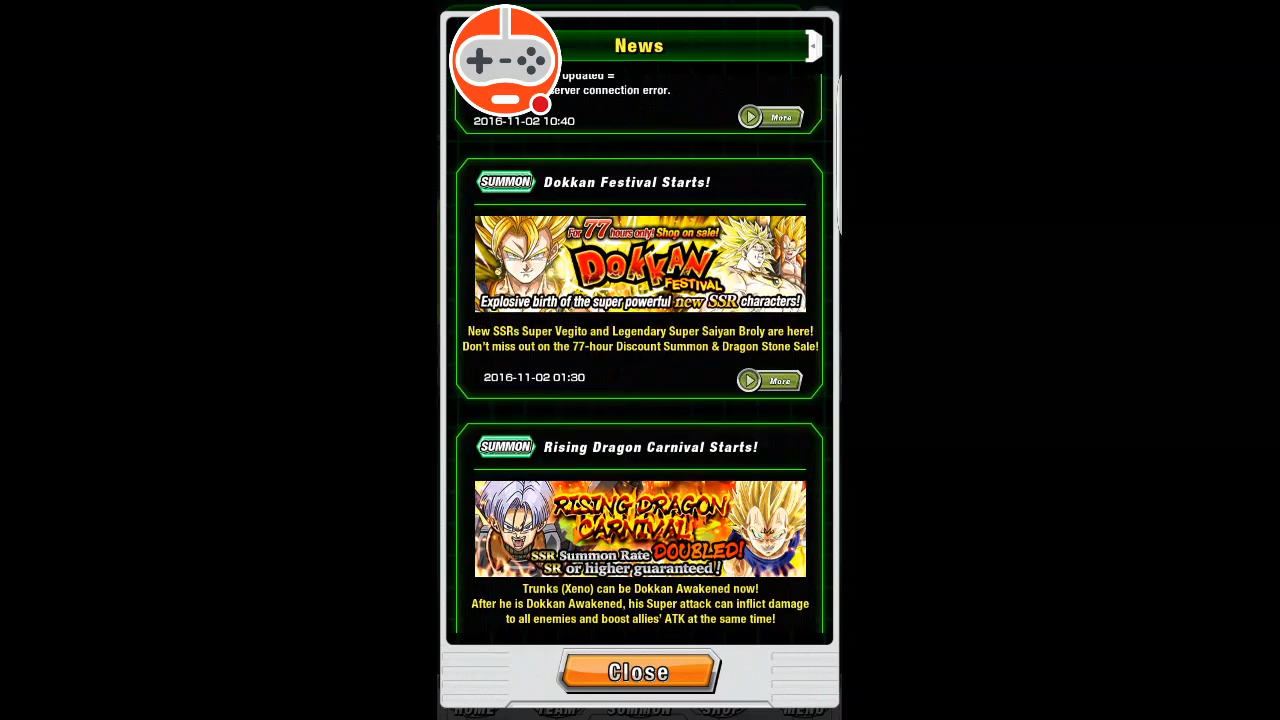 News
updated =
server connection error.
2016-11-02 10:40
More
SUMMON
Dokkan Festival Starts!
For 77 hours only! Shop on sale!
DOKKAN
FESTIVAL
Explosive birth of the super powerful new SSR characters!
New SSRs Super Vegito and Legendary Super Saiyan Broly are here!
Don't miss out on the 77-hour Discount Summon & Dragon Stone Sale!
2016-11-02 01:30
More
SUMMON
Rising Dragon Carnival Starts!
RISING DRAGON
CARNIVAL!
SSR Summon Rate DOUBLED!
SR or higher guaranteed!
Trunks (Xeno) can be Dokkan Awakened now!
After he is Dokkan Awakened, his Super attack can inflict damage
to all enemies and boost allies' ATK at the same time!
Close
HOME TEAM SUMMON SHOP MENU